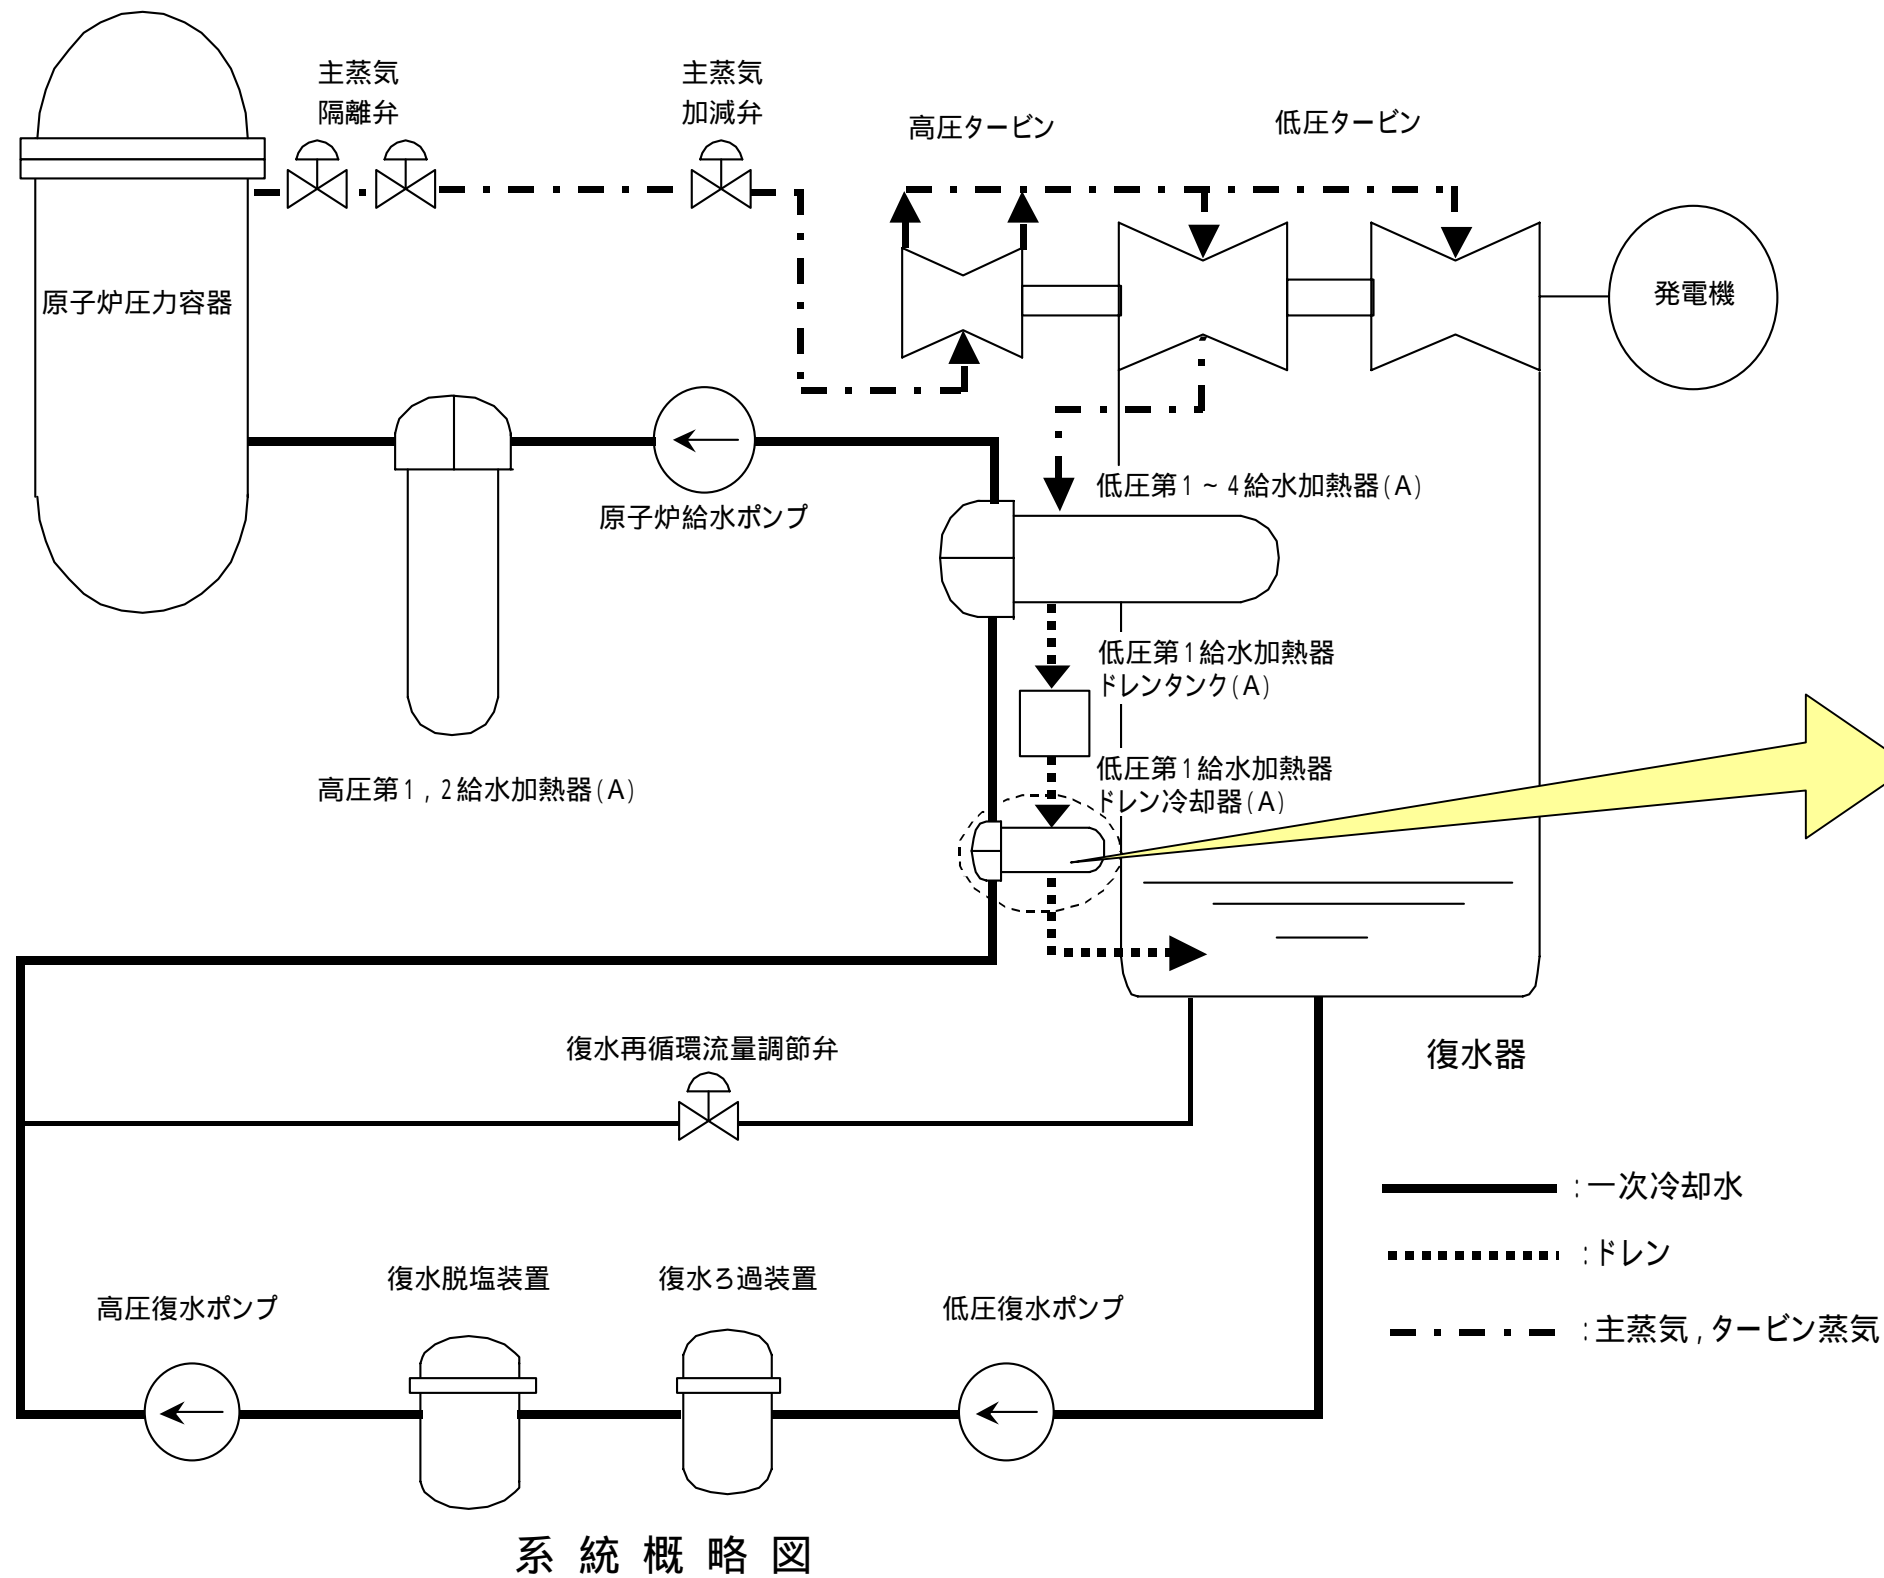 主蒸気
隔離弁
主蒸気
加減弁
高圧タービン
低圧タービン
原子炉圧力容器
発電機
低圧第1~4給水加熱器(A)
原子炉給水ポンプ
低圧第1給水加熱器
ドレンタンク(A)
高圧第1,2給水加熱器(A)
低圧第1給水加熱器
ドレン冷却器(A)
復水再循環流量調節弁
復水器
:一次冷却水
:ドレン
:主蒸気,タービン蒸気
高圧復水ポンプ
復水脱塩装置
復水ろ過装置
低圧復水ポンプ
系統概略図